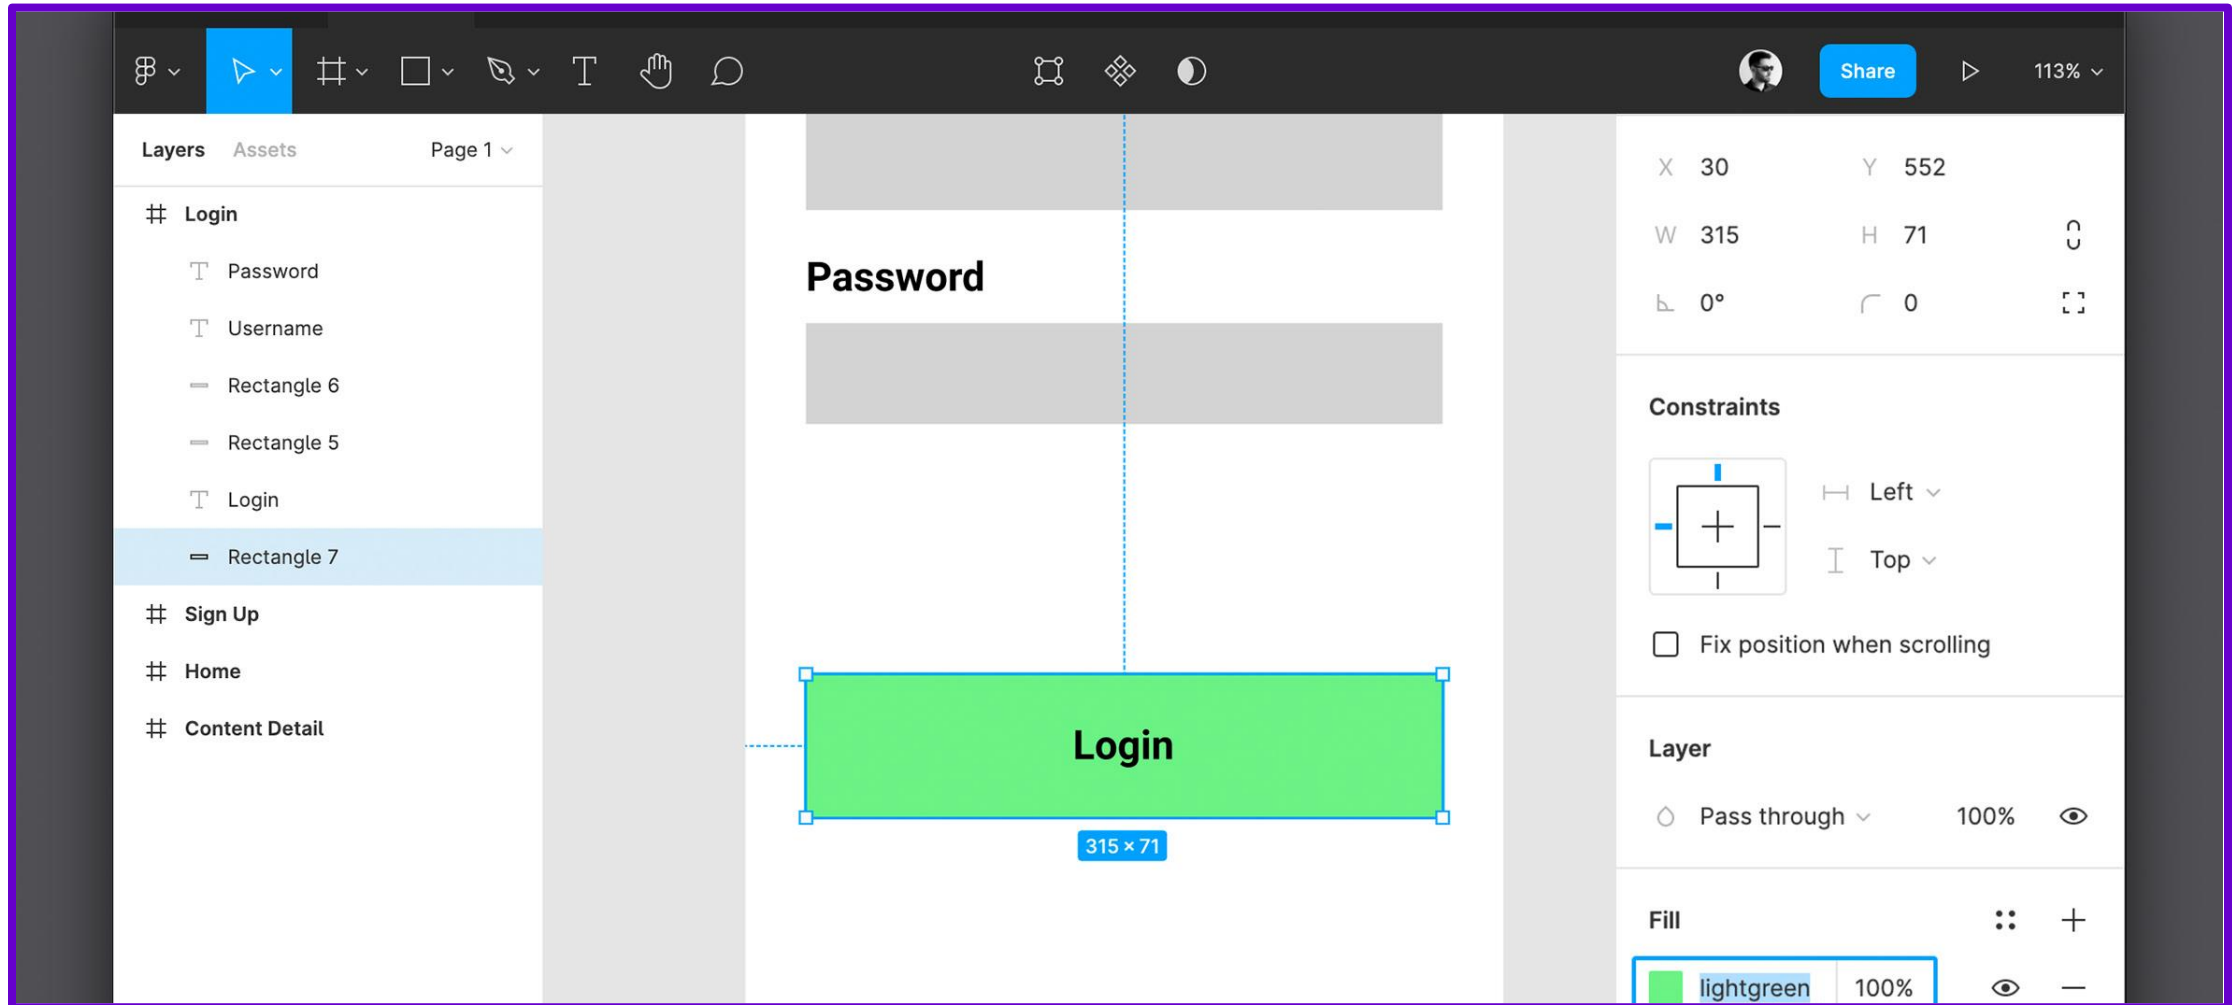 Share
113%
Layers
Assets
Page 1
Login
Password
Username
Rectangle 6
Rectangle 5
Login
Rectangle 7
Sign Up
Home
Content Detail
Password
Login
315 × 71
X 30
Y 552
W 315
H 71
0°
0
Constraints
Left
Top
Fix position when scrolling
Layer
Pass through
100%
Fill
lightgreen
100%